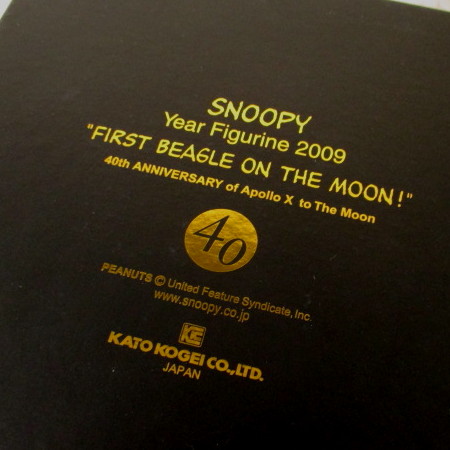 SNOOPY
Year Figurine 2009
"FIRST BEAGLE ON THE MOON!"
40th ANNIVERSARY of Apollo X to The Moon
40
PEANUTS © United Feature Syndicate, Inc.
www.snoopy.co.jp
KE
KATO KOGEI CO., LTD.
JAPAN